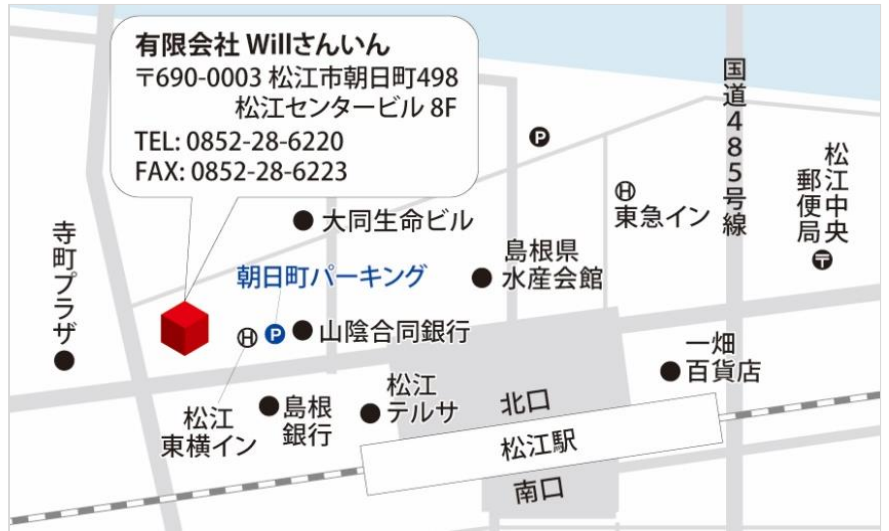 有限会社 Willさんいん
〒690-0003 松江市朝日町498
松江センタービル 8F
TEL: 0852-28-6220
FAX: 0852-28-6223
国道485号線
松江中央
郵便局
〒
P
H
東急イン
大同生命ビル
島根県
水産会館
寺町プラザ
朝日町パーキング
H
P
山陰合同銀行
一畑
百貨店
松江
東横イン
島根
銀行
松江
テルサ
北口
松江駅
南口